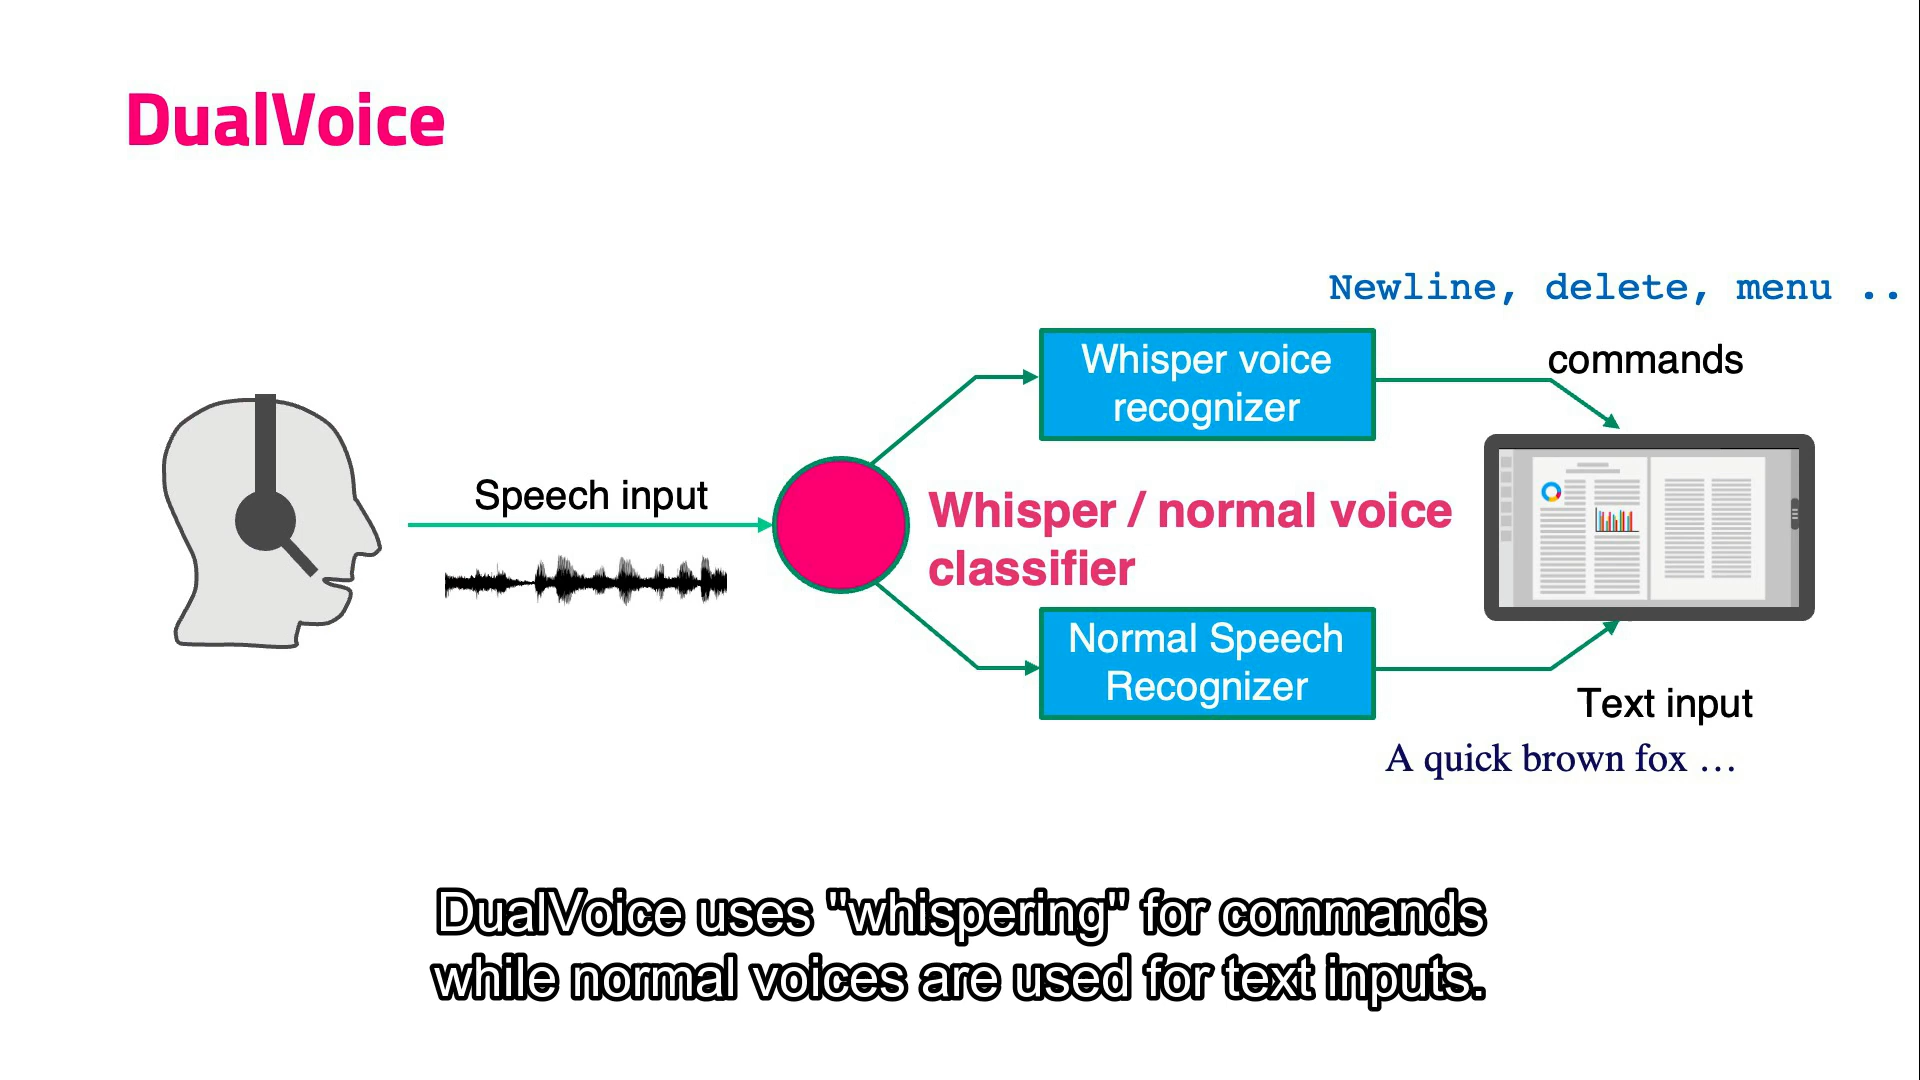 DualVoice
Newline, delete, menu ..
Whisper voice
recognizer
commands
Speech input
Whisper / normal voice
classifier
Normal Speech
Recognizer
Text input
A quick brown fox …
DualVoice uses "whispering" for commands
while normal voices are used for text inputs.